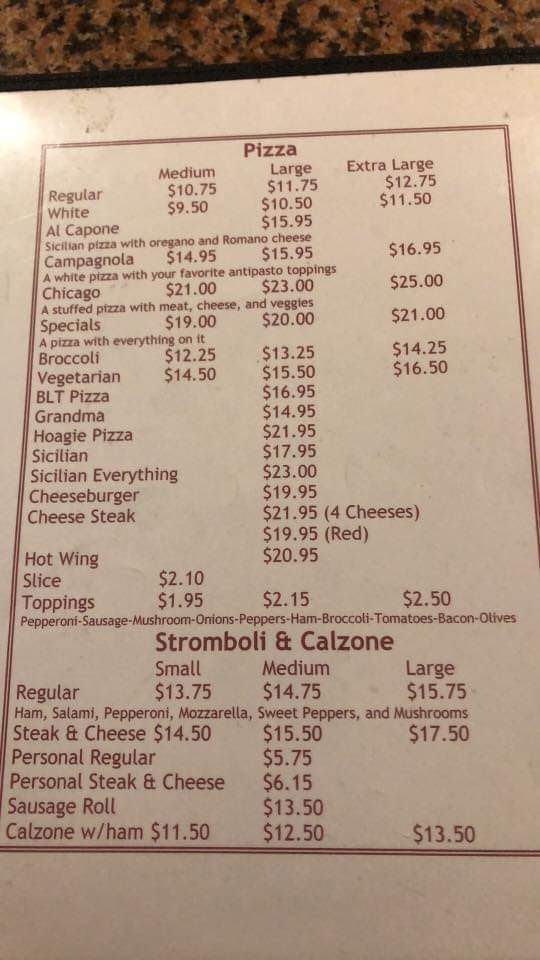 Pizza
Medium Large Extra Large
Regular $10.75 $11.75 $12.75
White $9.50 $10.50 $11.50
Al Capone $15.95
Sicilian pizza with oregano and Romano cheese
Campagnola $14.95 $15.95 $16.95
A white pizza with your favorite antipasto toppings
Chicago $21.00 $23.00 $25.00
A stuffed pizza with meat, cheese, and veggies
Specials $19.00 $20.00 $21.00
A pizza with everything on it
Broccoli $12.25 $13.25 $14.25
Vegetarian $14.50 $15.50 $16.50
BLT Pizza $16.95
Grandma $14.95
Hoagie Pizza $21.95
Sicilian $17.95
Sicilian Everything $23.00
Cheeseburger $19.95
Cheese Steak $21.95 (4 Cheeses)
$19.95 (Red)
Hot Wing $20.95
Slice $2.10
Toppings $1.95 $2.15 $2.50
Pepperoni-Sausage-Mushroom-Onions-Peppers-Ham-Broccoli-Tomatoes-Bacon-Olives
Stromboli & Calzone
Small Medium Large
Regular $13.75 $14.75 $15.75
Ham, Salami, Pepperoni, Mozzarella, Sweet Peppers, and Mushrooms
Steak & Cheese $14.50 $15.50 $17.50
Personal Regular $5.75
Personal Steak & Cheese $6.15
Sausage Roll $13.50
Calzone w/ham $11.50 $12.50 $13.50